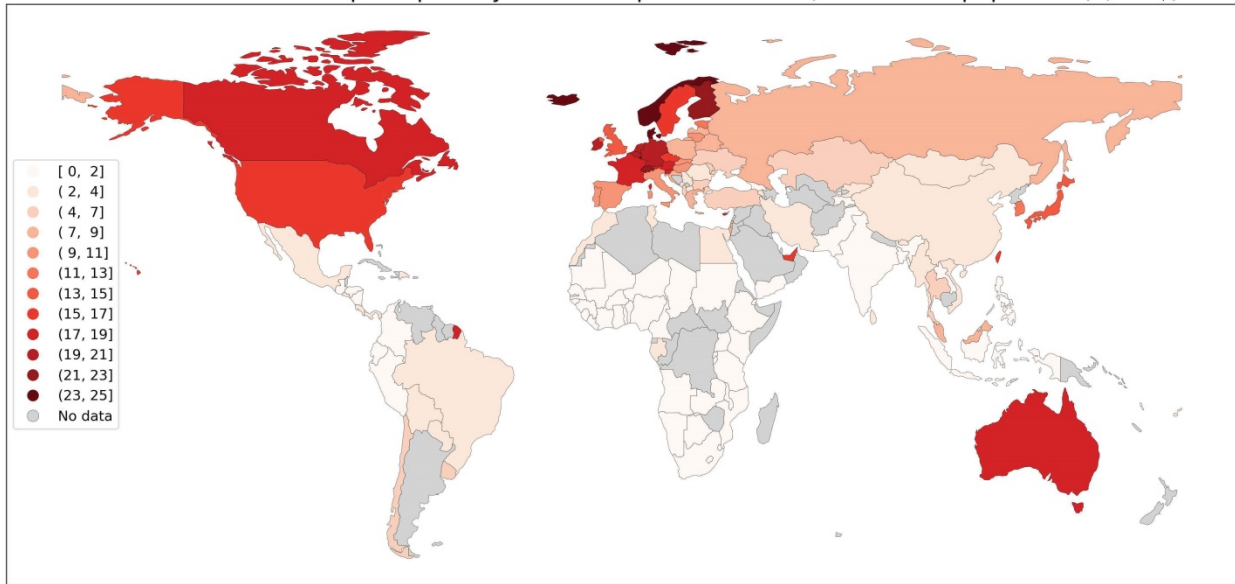 [ 0, 2]
( 2, 4]
( 4, 7]
( 7, 9]
( 9, 11]
(11, 13]
(13, 15]
(15, 17]
(17, 19]
(19, 21]
(21, 23]
(23, 25]
No data